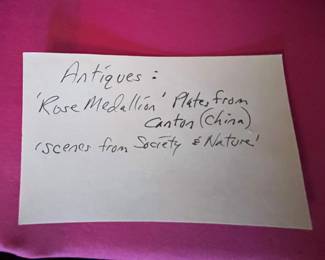 Antiques :
'Rose Medallion' Plates from
Canton (China)
'scenes from Society & Nature'